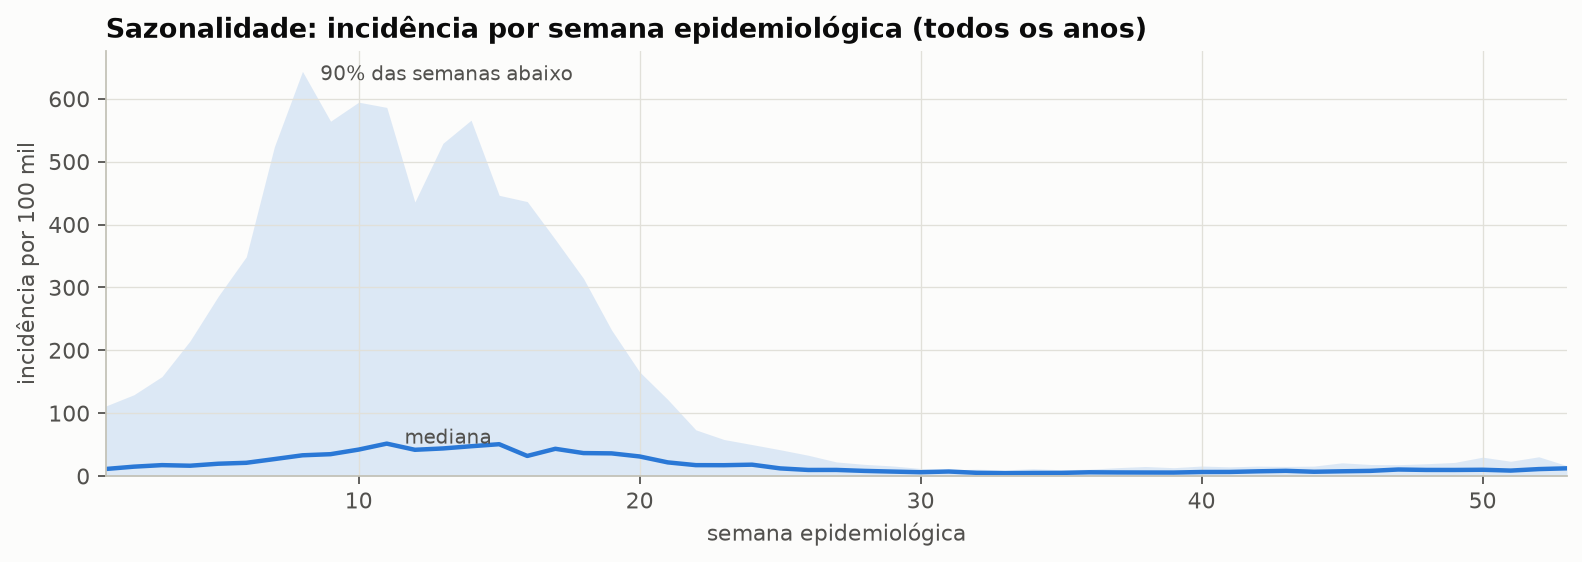 Sazonalidade: incidência por semana epidemiológica (todos os anos)
90% das semanas abaixo
600
500
400
300
200
100
0
incidência por 100 mil
mediana
10
20
30
40
50
semana epidemiológica